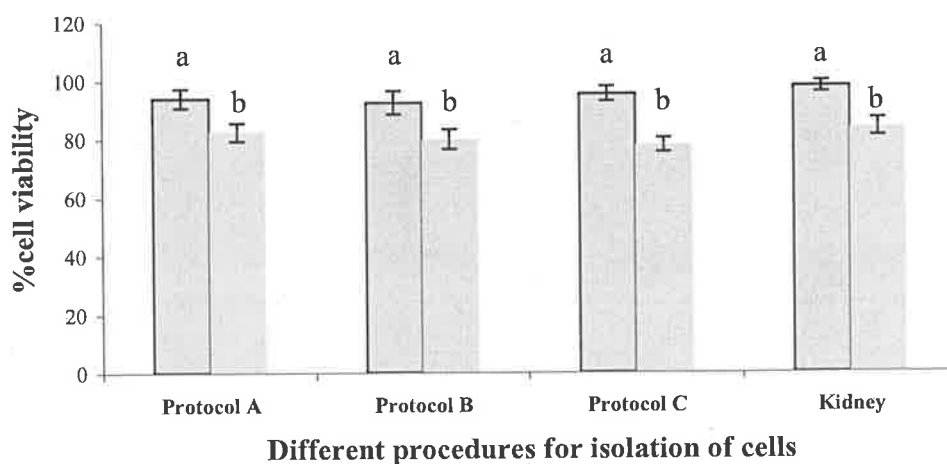 %cell viability
120
100
80
60
40
20
0
a
b
a
b
a
b
a
b
Protocol A
Protocol B
Protocol C
Kidney
Different procedures for isolation of cells